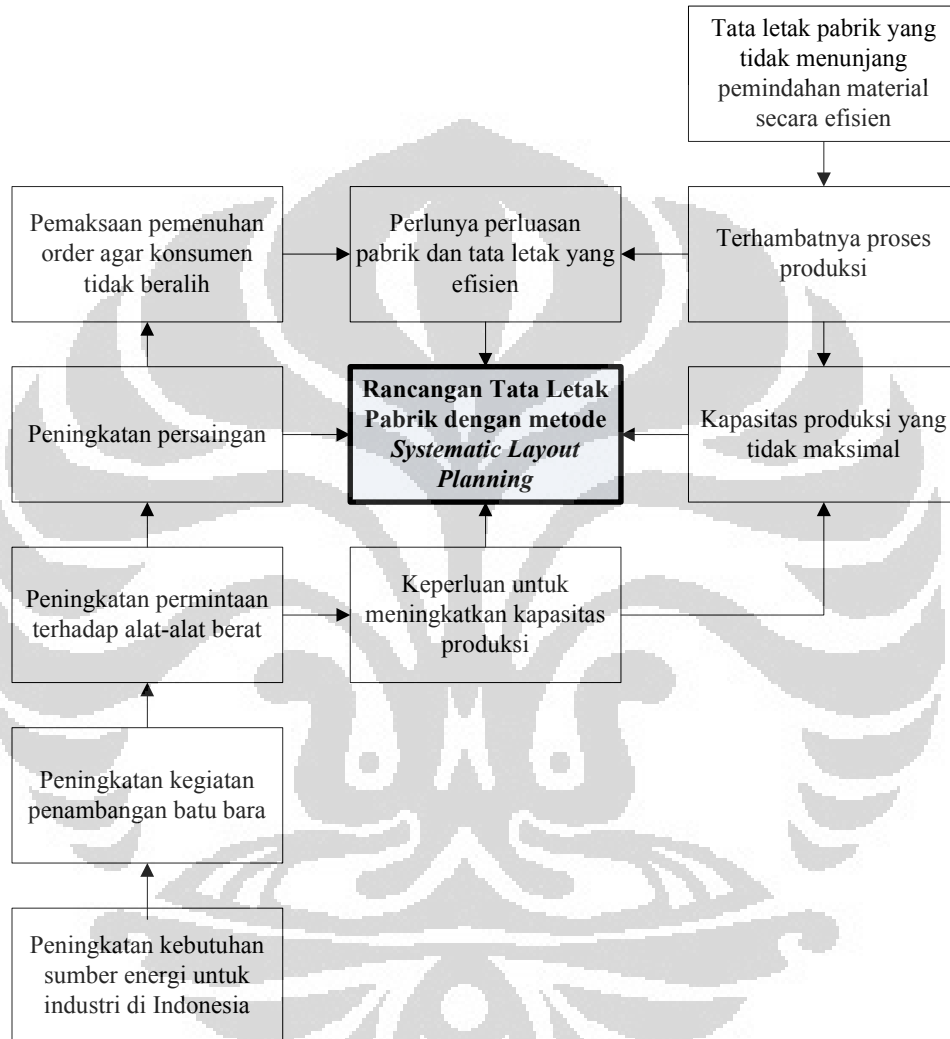 Tata letak pabrik yang
tidak menunjang
pemindahan material
secara efisien
Pemaksaan pemenuhan
order agar konsumen
tidak beralih
Perlunya perluasan
pabrik dan tata letak yang
efisien
Terhambatnya proses
produksi
Peningkatan persaingan
Rancangan Tata Letak
Pabrik dengan metode
Systematic Layout
Planning
Kapasitas produksi yang
tidak maksimal
Peningkatan permintaan
terhadap alat-alat berat
Keperluan untuk
meningkatkan kapasitas
produksi
Peningkatan kegiatan
penambangan batu bara
Peningkatan kebutuhan
sumber energi untuk
industri di Indonesia